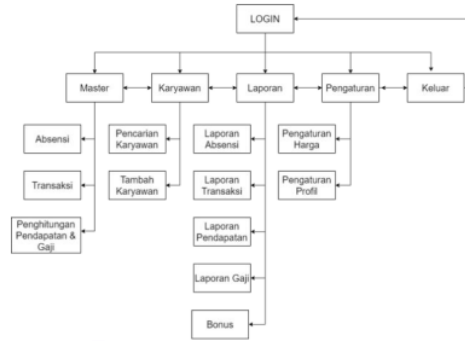 LOGIN
Master
Karyawan
Laporan
Pengaturan
Keluar
Absensi
Pencarian
Karyawan
Laporan
Absensi
Pengaturan
Harga
Transaksi
Tambah
Karyawan
Laporan
Transaksi
Pengaturan
Profil
Penghitungan
Pendapatan &
Gaji
Laporan
Pendapatan
Laporan Gaji
Bonus